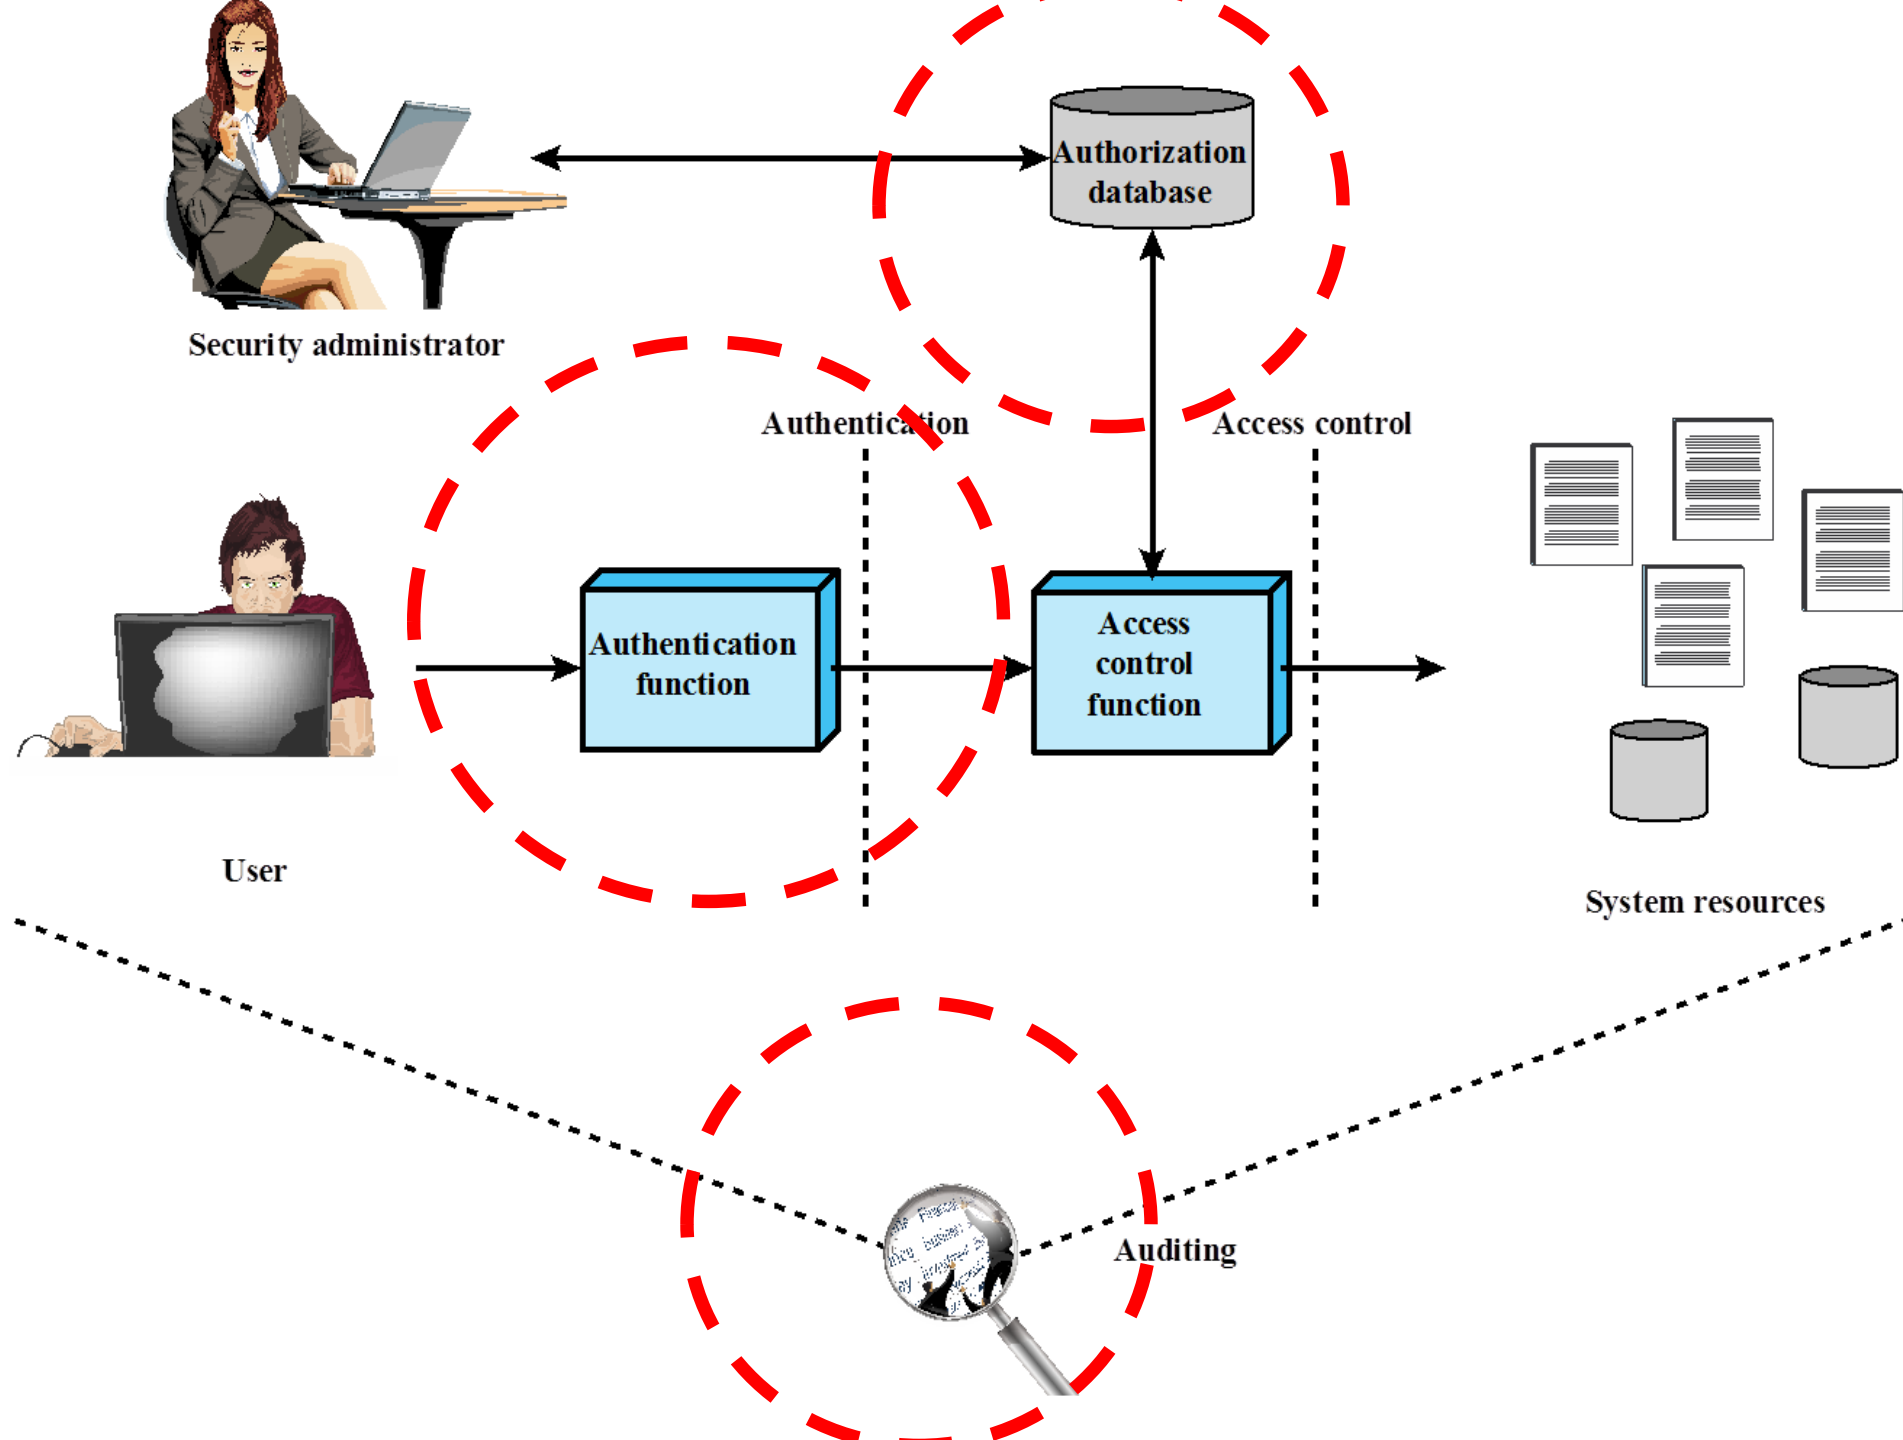 Authorization
database
Security administrator
Authentication
Access control
Authentication
function
Access
control
function
User
System resources
Auditing